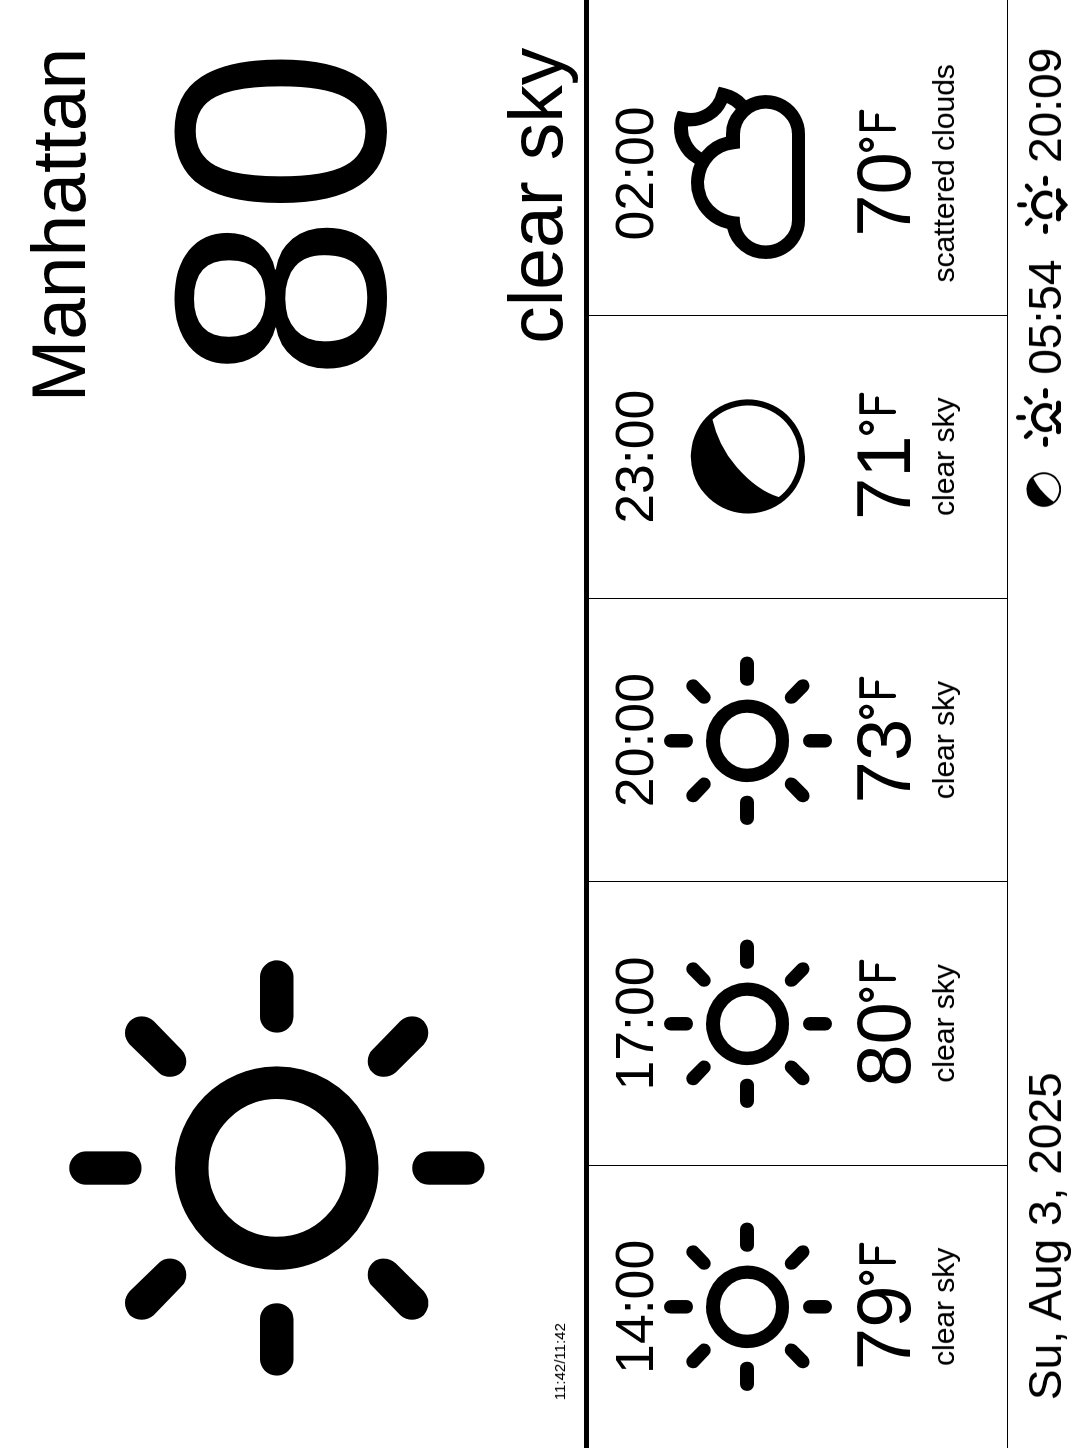 Manhattan
80
clear sky
11:42/11:42
14:00
79°F
clear sky
17:00
80°F
clear sky
20:00
73°F
clear sky
23:00
71°F
clear sky
02:00
70°F
scattered clouds
Su, Aug 3, 2025
05:54 20:09